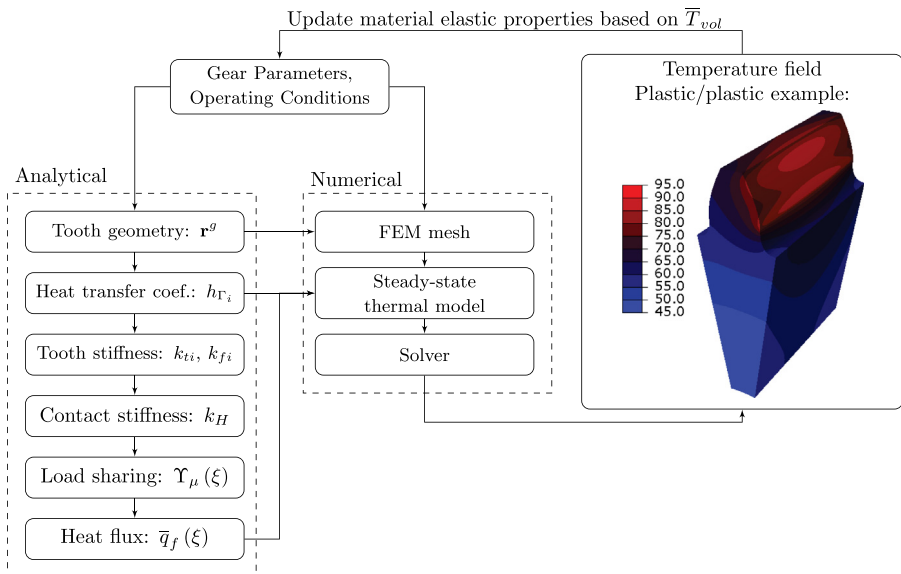 Update material elastic properties based on T̅_vol
Gear Parameters,
Operating Conditions
Temperature field
Plastic/plastic example:
95.0
90.0
85.0
80.0
75.0
70.0
65.0
60.0
55.0
50.0
45.0
Analytical
Tooth geometry: r^g
Heat transfer coef.: h_Γ_i
Tooth stiffness: k_ti, k_fi
Contact stiffness: k_H
Load sharing: ϒ_μ (ξ)
Heat flux: q̅_f (ξ)
Numerical
FEM mesh
Steady-state
thermal model
Solver